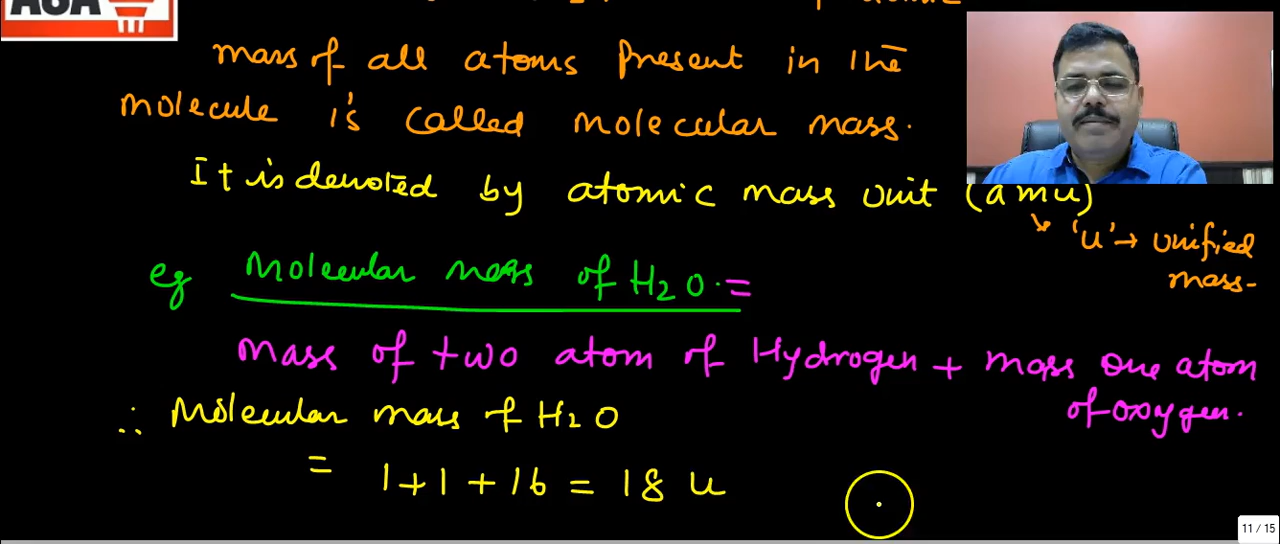 mass of all atoms Present in the
molecule is called molecular mass.
It is denoted by atomic mass unit (amu)
'u' → unified
mass-
eg Molecular mass of H2O. =
mass of two atom of Hydrogen + mass one atom
of oxygen.
∴ Molecular mass of H2O
= 1+1+16 = 18 u
11 / 15